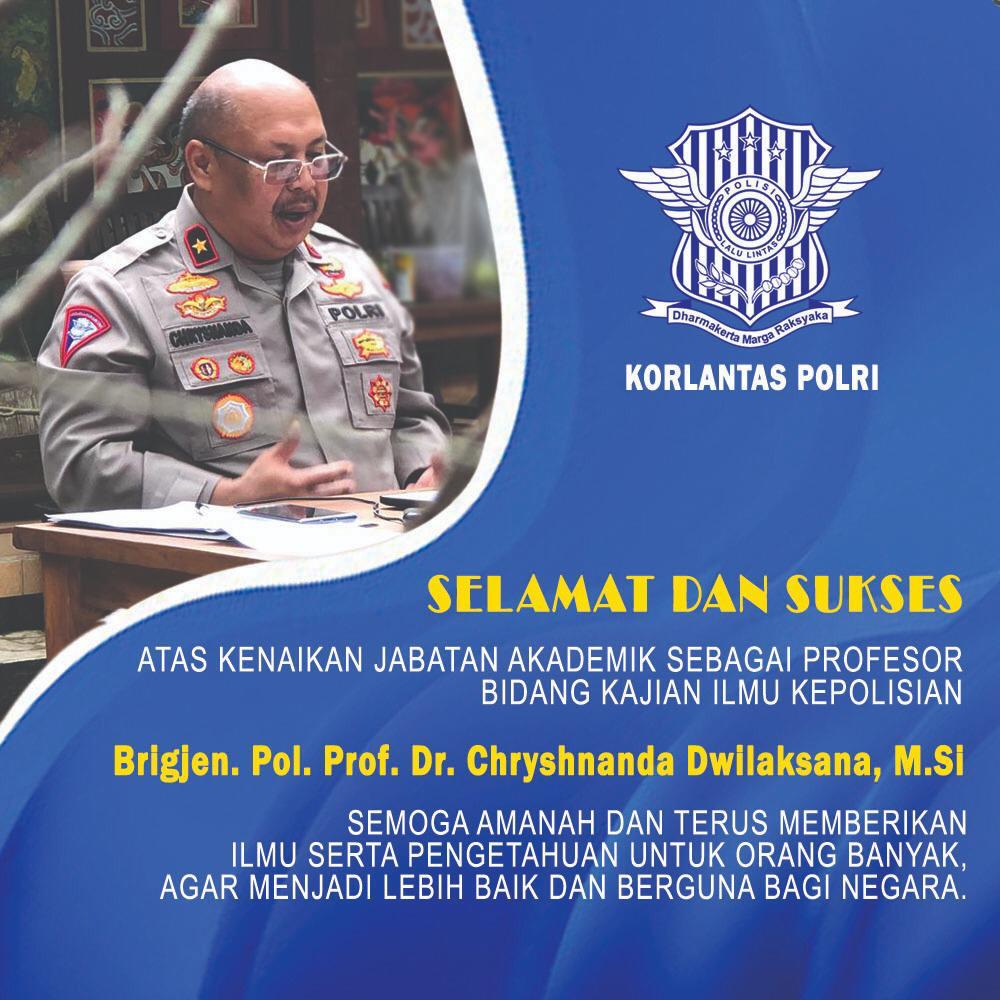 CHRYSHNANDA
POLRI
POLISI
LALU LINTAS
Dharmakerta Marga Raksyaka
KORLANTAS POLRI
SELAMAT DAN SUKSES
ATAS KENAIKAN JABATAN AKADEMIK SEBAGAI PROFESOR
BIDANG KAJIAN ILMU KEPOLISIAN
Brigjen. Pol. Prof. Dr. Chryshnanda Dwilaksana, M.Si
SEMOGA AMANAH DAN TERUS MEMBERIKAN
ILMU SERTA PENGETAHUAN UNTUK ORANG BANYAK,
AGAR MENJADI LEBIH BAIK DAN BERGUNA BAGI NEGARA.